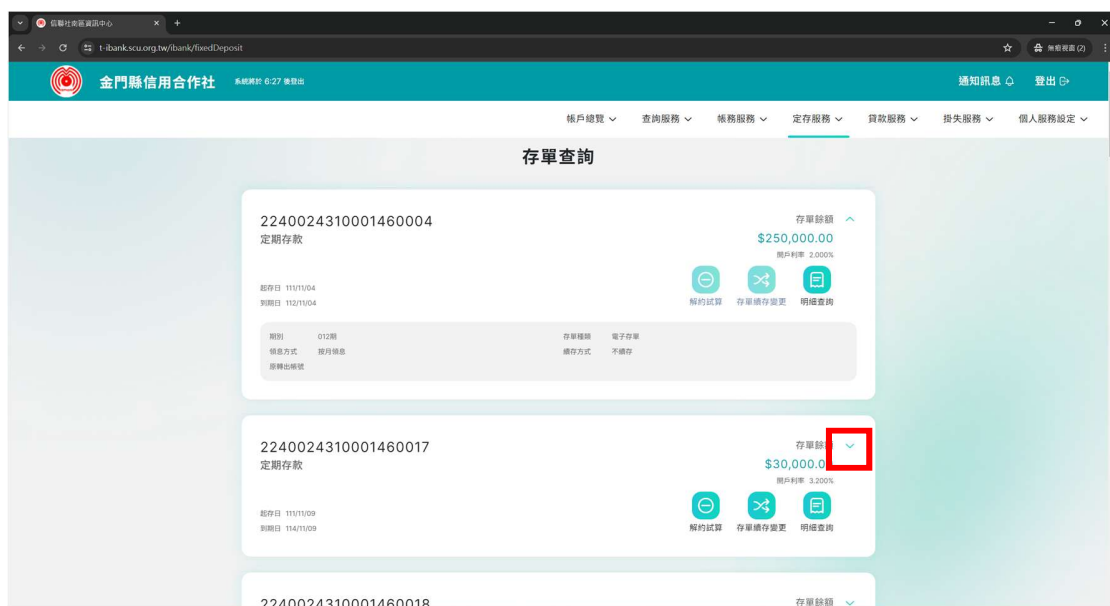 信聯社南區資訊中心
t-ibank.scu.org.tw/ibank/fixedDeposit
無痕視窗 (2)
金門縣信用合作社 系統將於 6:27 後登出
通知訊息 登出
帳戶總覽 查詢服務 帳務服務 定存服務 貸款服務 掛失服務 個人服務設定
存單查詢
2240024310001460004 存單餘額
定期存款 $250,000.00
開戶利率 2.000%
起存日 111/11/04
到期日 112/11/04
解約試算 存單續存變更 明細查詢
期別 012期 存單種類 電子存單
領息方式 按月領息 續存方式 不續存
原轉出帳號
2240024310001460017 存單餘
定期存款 $30,000.0
開戶利率 3.200%
起存日 111/11/09
到期日 114/11/09
解約試算 存單續存變更 明細查詢
2240024310001460018 存單餘額